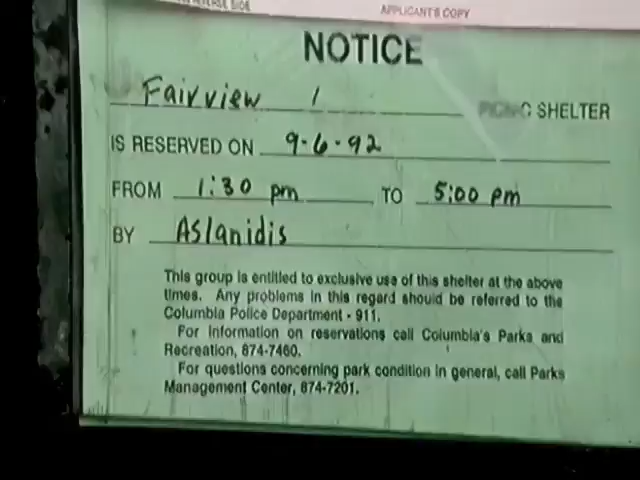 APPLICANT'S COPY
NOTICE
Fairview 1 PICNIC SHELTER
IS RESERVED ON 9-6-92
FROM 1:30 pm TO 5:00 pm
BY Aslanidis
This group is entitled to exclusive use of this shelter at the above
times. Any problems in this regard should be referred to the
Columbia Police Department - 911.
For information on reservations call Columbia's Parks and
Recreation, 874-7460.
For questions concerning park condition in general, call Parks
Management Center, 874-7201.